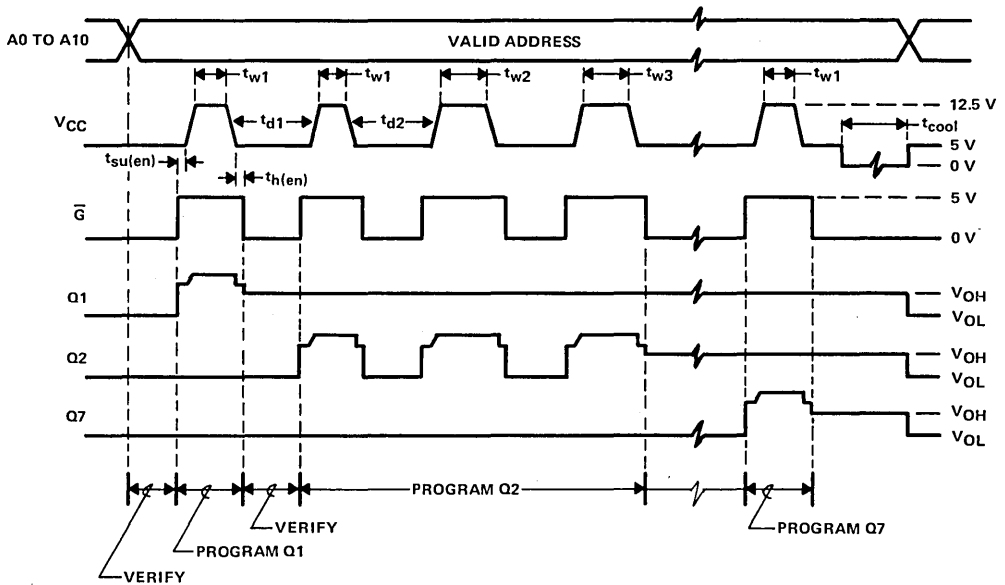 A0 TO A10
VALID ADDRESS
tw1
tw1
tw2
tw3
tw1
12.5 V
VCC
td1
td2
tcool
5 V
0 V
tsu(en)
th(en)
G̅
5 V
0 V
Q1
VOH
VOL
Q2
VOH
VOL
Q7
VOH
VOL
PROGRAM Q2
VERIFY
PROGRAM Q7
PROGRAM Q1
VERIFY